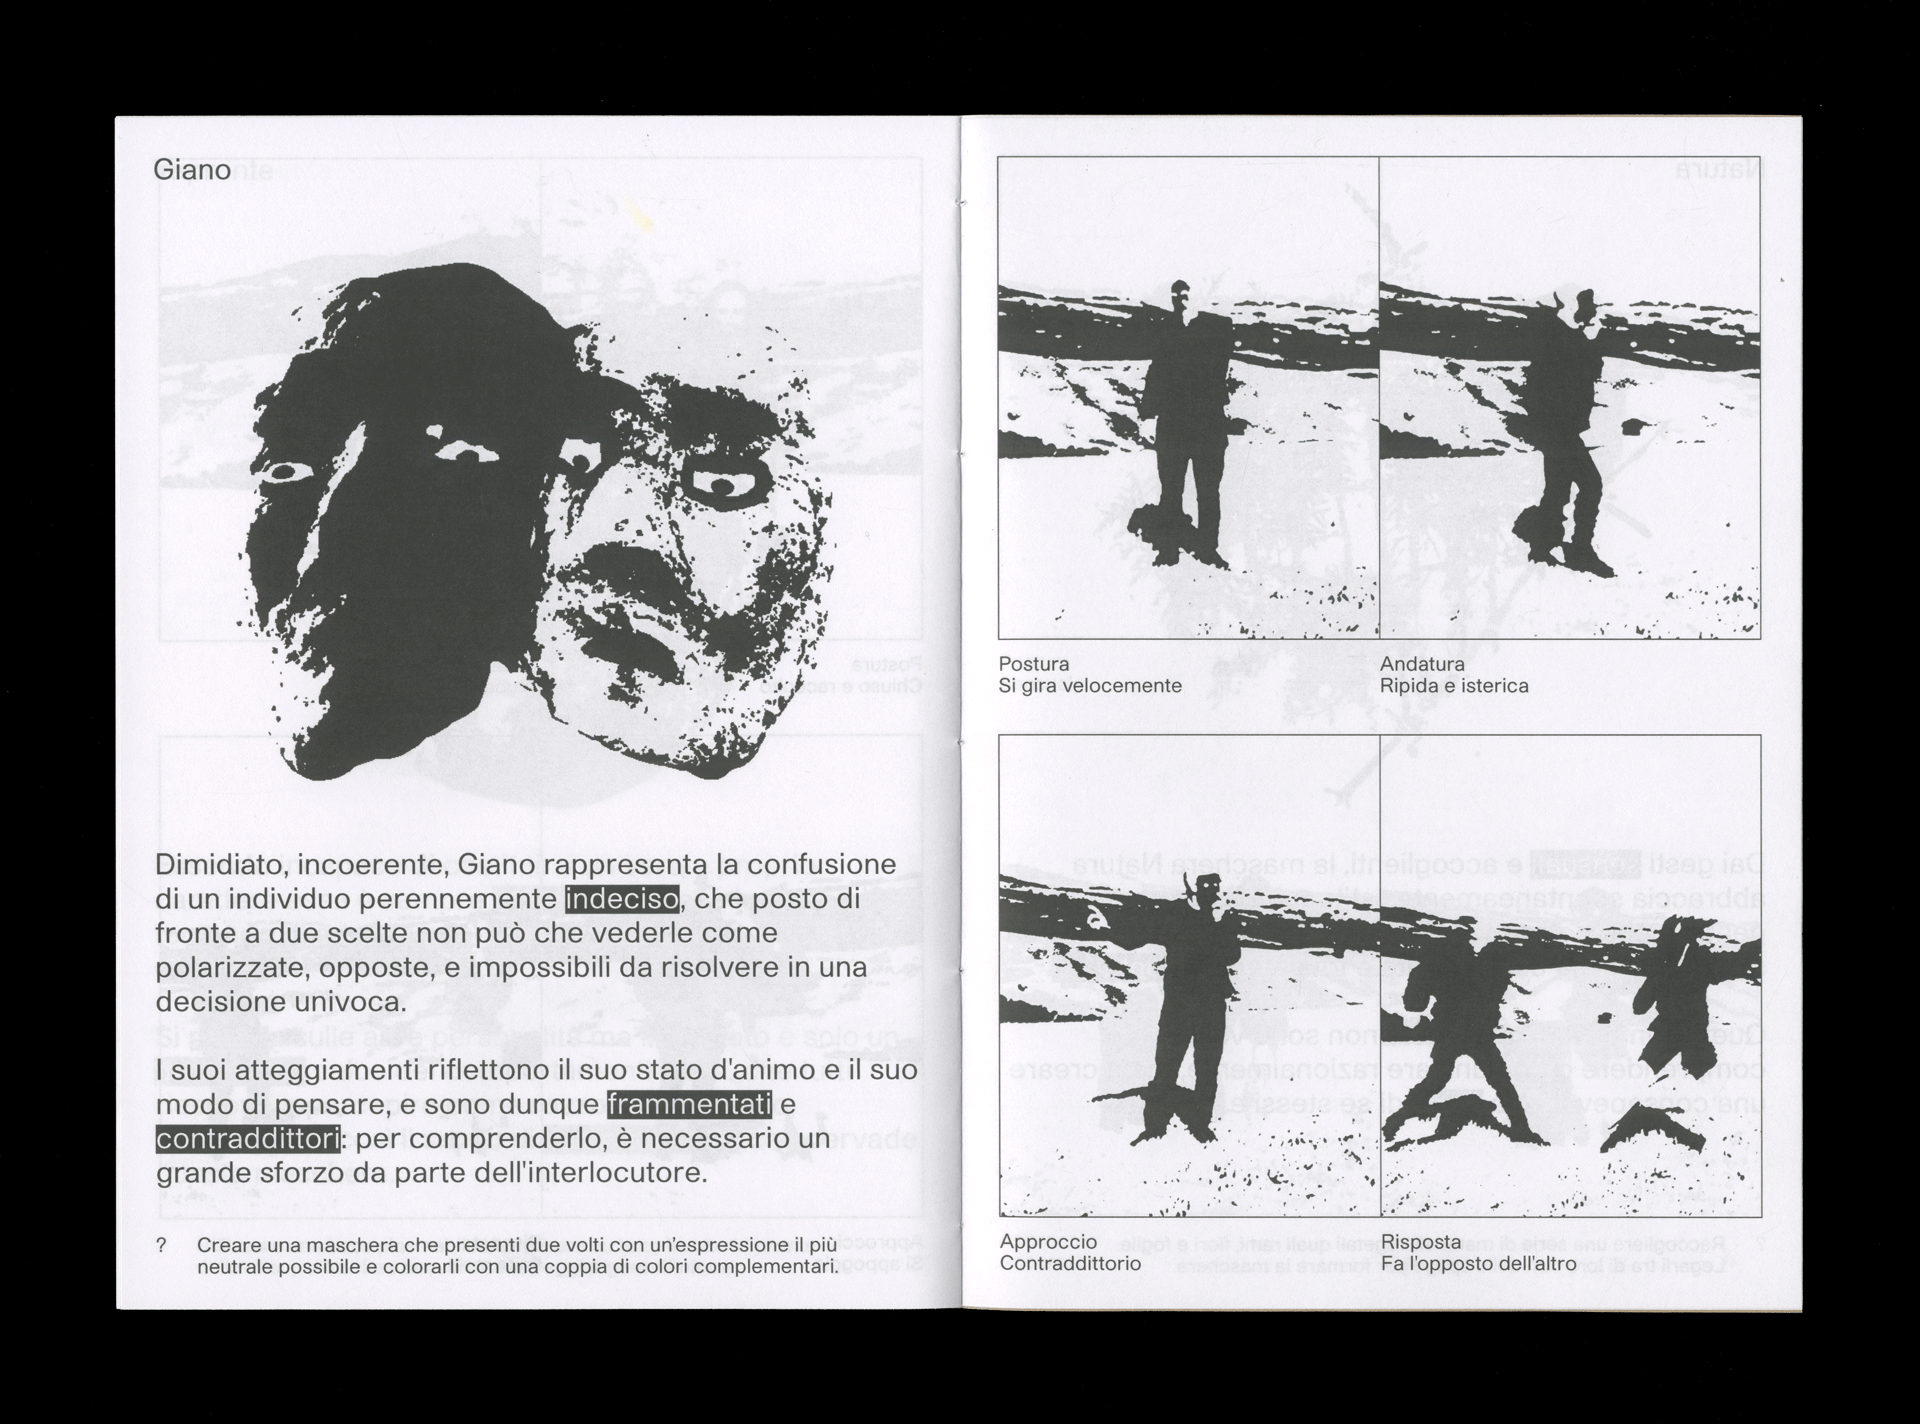 Giano
Dimidiato, incoerente, Giano rappresenta la confusione
di un individuo perennemente indeciso, che posto di
fronte a due scelte non può che vederle come
polarizzate, opposte, e impossibili da risolvere in una
decisione univoca.
I suoi atteggiamenti riflettono il suo stato d'animo e il suo
modo di pensare, e sono dunque frammentati e
contraddittori: per comprenderlo, è necessario un
grande sforzo da parte dell'interlocutore.
? Creare una maschera che presenti due volti con un'espressione il più
neutrale possibile e colorarli con una coppia di colori complementari.
Postura
Si gira velocemente
Andatura
Ripida e isterica
Approccio
Contraddittorio
Risposta
Fa l'opposto dell'altro